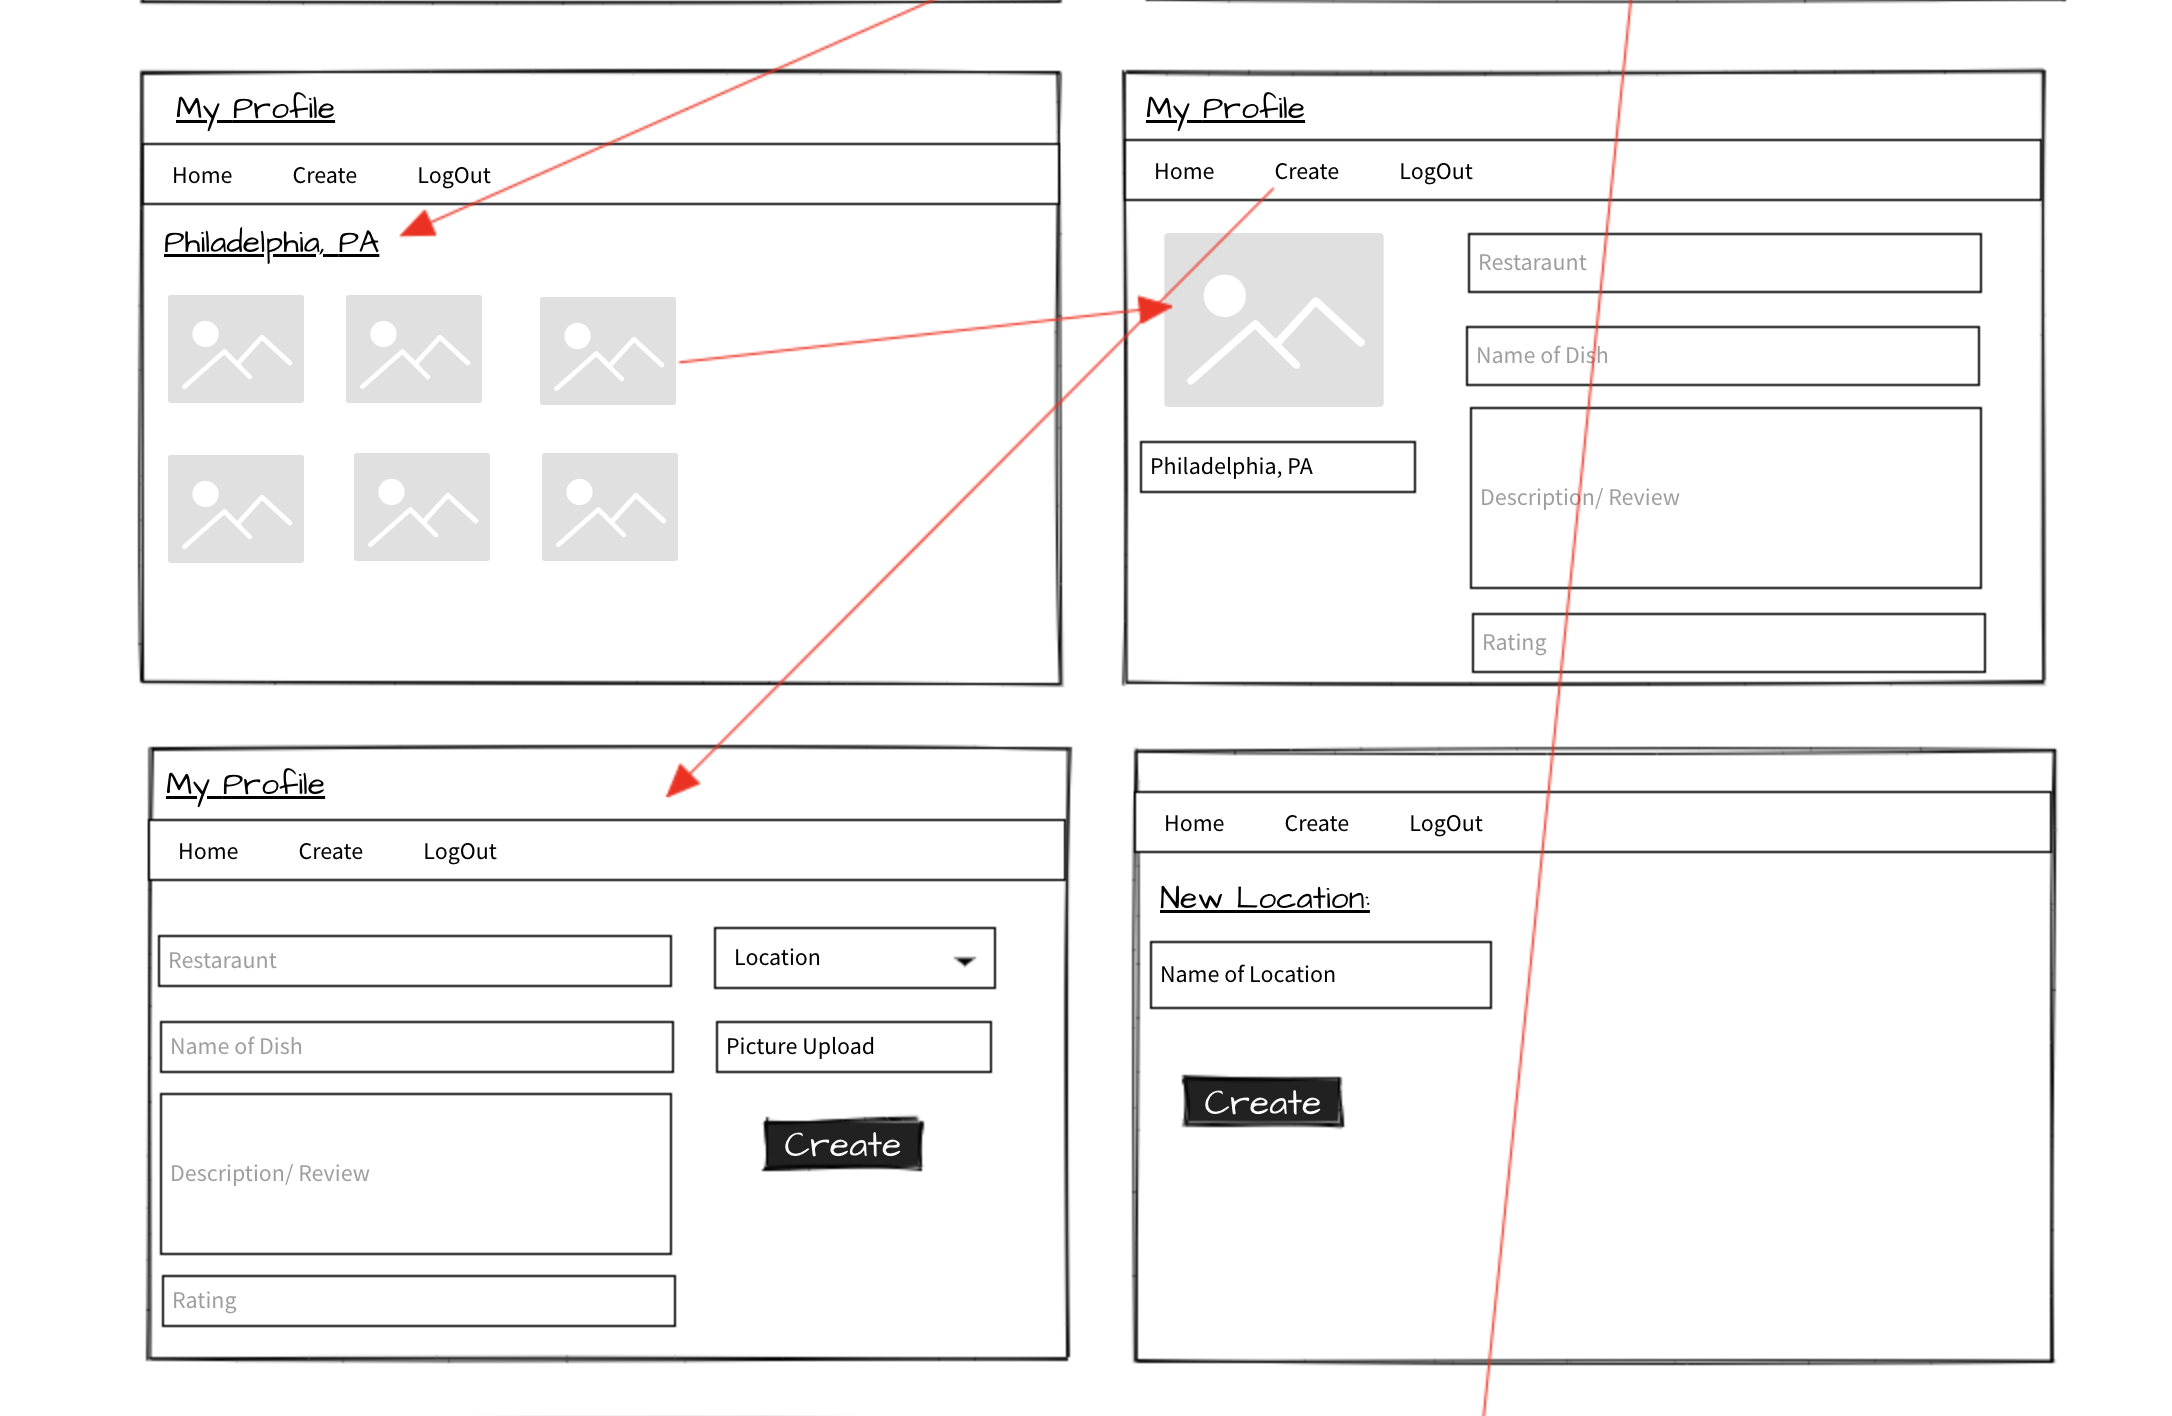 My Profile
Home Create LogOut
Philadelphia, PA
My Profile
Home Create LogOut
Restaraunt
Name of Dish
Philadelphia, PA
Description/ Review
Rating
My Profile
Home Create LogOut
Restaraunt
Location
Name of Dish
Picture Upload
Create
Description/ Review
Rating
Home Create LogOut
New Location:
Name of Location
Create